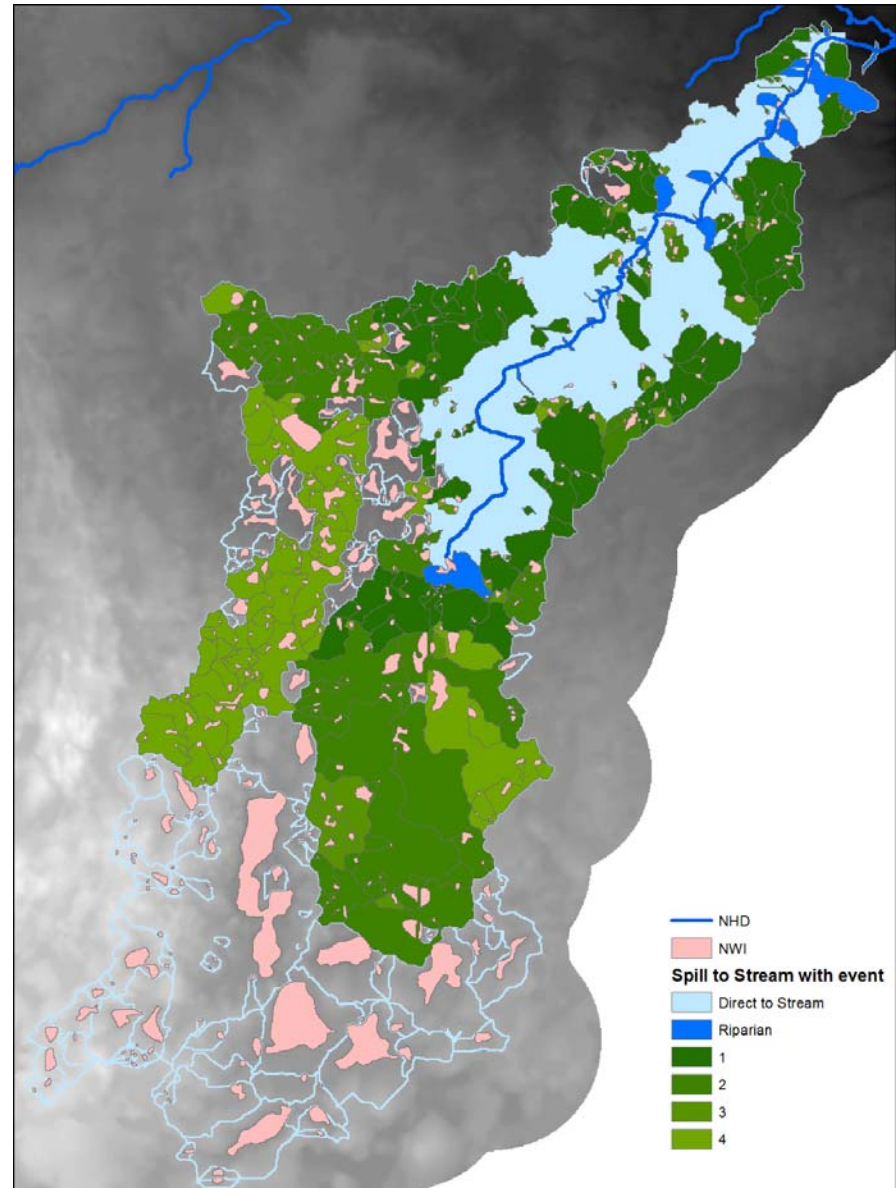 NHD
NWI
Spill to Stream with event
Direct to Stream
Riparian
1
2
3
4